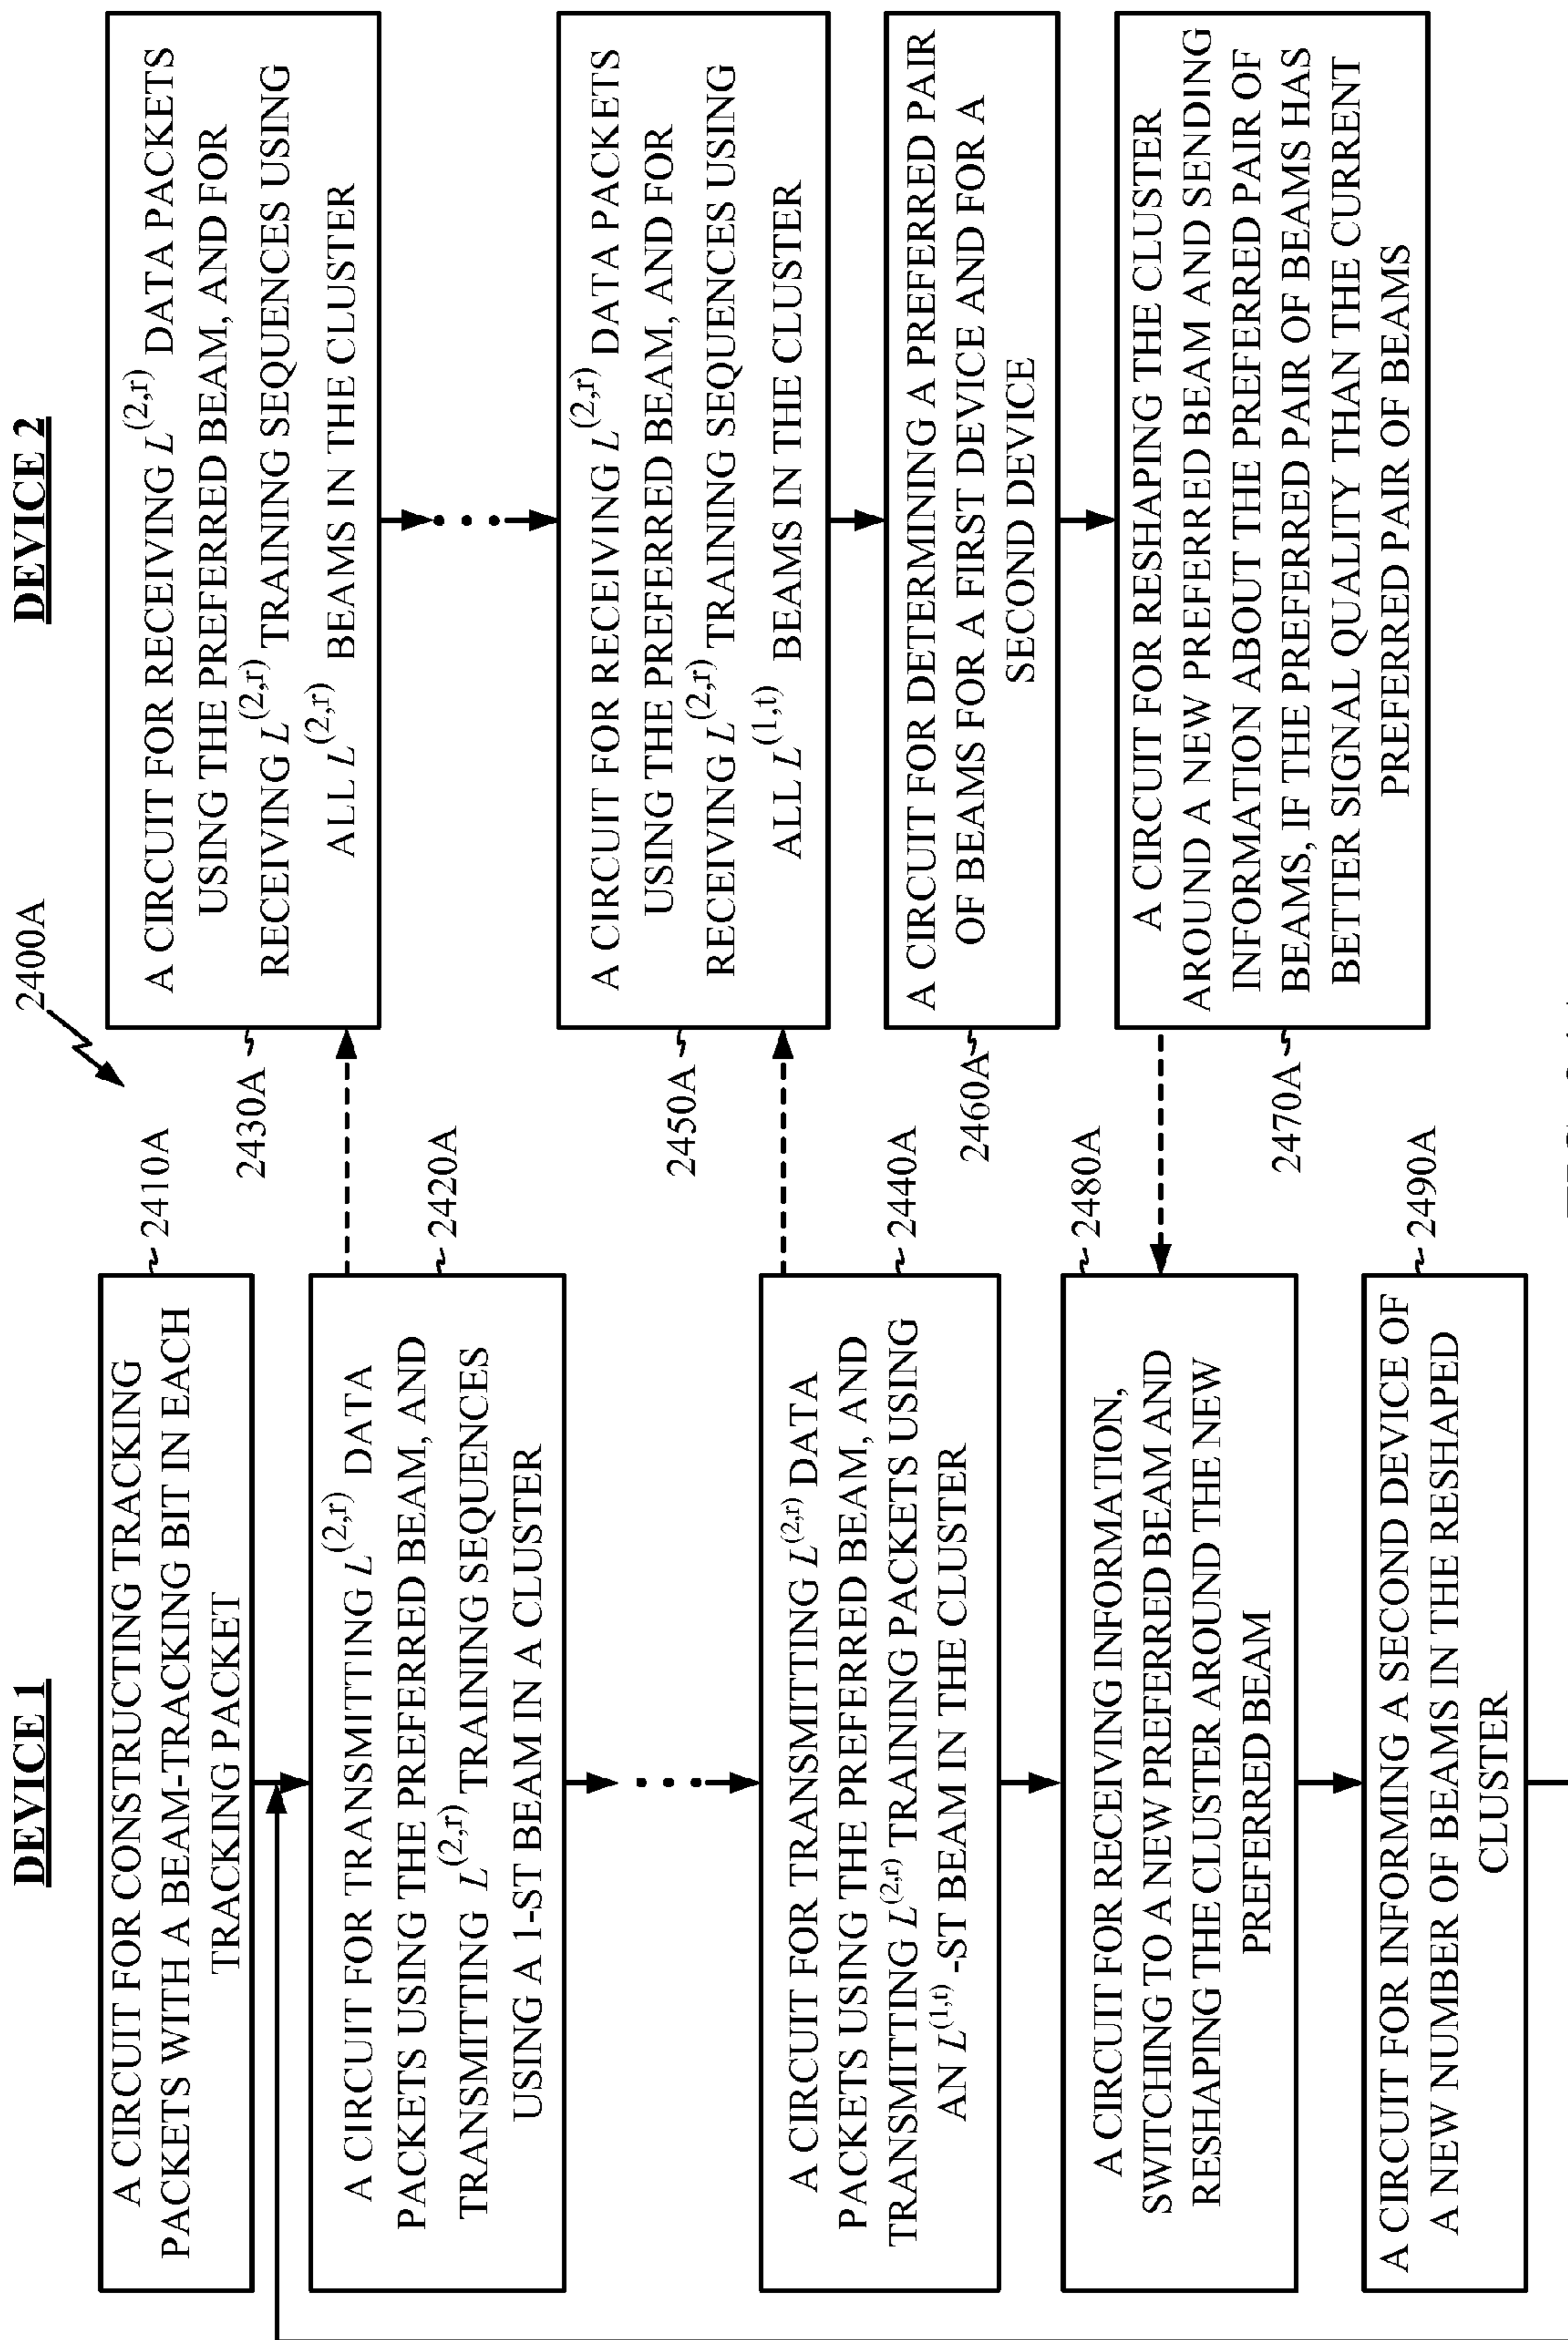 2400A
DEVICE 1
A CIRCUIT FOR CONSTRUCTING TRACKING
PACKETS WITH A BEAM-TRACKING BIT IN EACH
TRACKING PACKET
2410A
A CIRCUIT FOR TRANSMITTING L^(2,r) DATA
PACKETS USING THE PREFERRED BEAM, AND
TRANSMITTING L^(2,r) TRAINING SEQUENCES
USING A 1-ST BEAM IN A CLUSTER
2420A
A CIRCUIT FOR TRANSMITTING L^(2,r) DATA
PACKETS USING THE PREFERRED BEAM, AND
TRANSMITTING L^(2,r) TRAINING PACKETS USING
AN L^(1,t) -ST BEAM IN THE CLUSTER
2440A
A CIRCUIT FOR RECEIVING INFORMATION,
SWITCHING TO A NEW PREFERRED BEAM AND
RESHAPING THE CLUSTER AROUND THE NEW
PREFERRED BEAM
2480A
A CIRCUIT FOR INFORMING A SECOND DEVICE OF
A NEW NUMBER OF BEAMS IN THE RESHAPED
CLUSTER
2490A
DEVICE 2
A CIRCUIT FOR RECEIVING L^(2,r) DATA PACKETS
USING THE PREFERRED BEAM, AND FOR
RECEIVING L^(2,r) TRAINING SEQUENCES USING
ALL L^(2,r) BEAMS IN THE CLUSTER
2430A
A CIRCUIT FOR RECEIVING L^(2,r) DATA PACKETS
USING THE PREFERRED BEAM, AND FOR
RECEIVING L^(2,r) TRAINING SEQUENCES USING
ALL L^(1,t) BEAMS IN THE CLUSTER
2450A
A CIRCUIT FOR DETERMINING A PREFERRED PAIR
OF BEAMS FOR A FIRST DEVICE AND FOR A
SECOND DEVICE
2460A
A CIRCUIT FOR RESHAPING THE CLUSTER
AROUND A NEW PREFERRED BEAM AND SENDING
INFORMATION ABOUT THE PREFERRED PAIR OF
BEAMS, IF THE PREFERRED PAIR OF BEAMS HAS
BETTER SIGNAL QUALITY THAN THE CURRENT
PREFERRED PAIR OF BEAMS
2470A